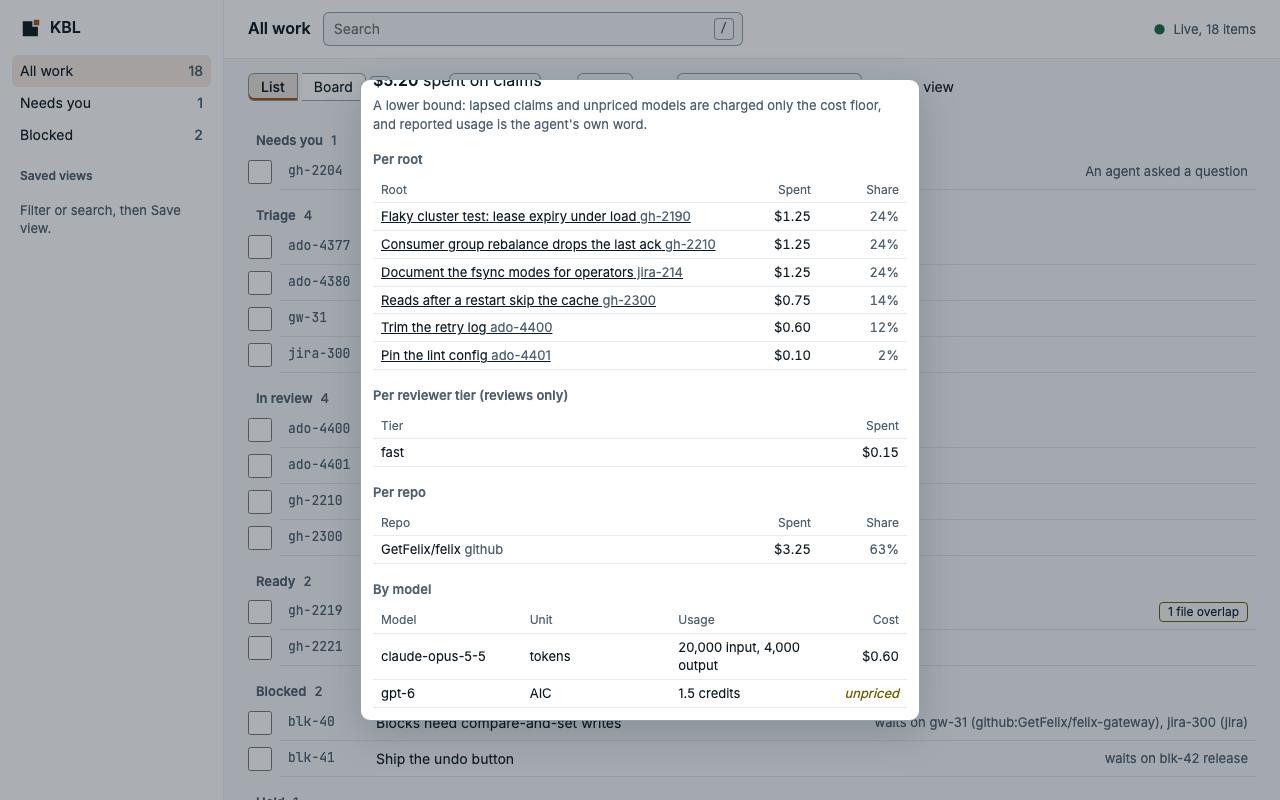 KBL
All work 18
Needs you 1
Blocked 2
Saved views
Filter or search, then Save
view.
All work
Search
/
Live, 18 items
List
Board
view
Needs you 1
gh-2204
An agent asked a question
Triage 4
ado-4377
ado-4380
gw-31
jira-300
In review 4
ado-4400
ado-4401
gh-2210
gh-2300
Ready 2
gh-2219
1 file overlap
gh-2221
Blocked 2
blk-40 Blocks need compare-and-set writes waits on gw-31 (github:GetFelix/felix-gateway), jira-300 (jira)
blk-41 Ship the undo button waits on blk-42 release
Hold 1
$5.20 spent on claims
A lower bound: lapsed claims and unpriced models are charged only the cost floor,
and reported usage is the agent's own word.
Per root
Root Spent Share
Flaky cluster test: lease expiry under load gh-2190 $1.25 24%
Consumer group rebalance drops the last ack gh-2210 $1.25 24%
Document the fsync modes for operators jira-214 $1.25 24%
Reads after a restart skip the cache gh-2300 $0.75 14%
Trim the retry log ado-4400 $0.60 12%
Pin the lint config ado-4401 $0.10 2%
Per reviewer tier (reviews only)
Tier Spent
fast $0.15
Per repo
Repo Spent Share
GetFelix/felix github $3.25 63%
By model
Model Unit Usage Cost
claude-opus-5-5 tokens 20,000 input, 4,000 $0.60
output
gpt-6 AIC 1.5 credits unpriced